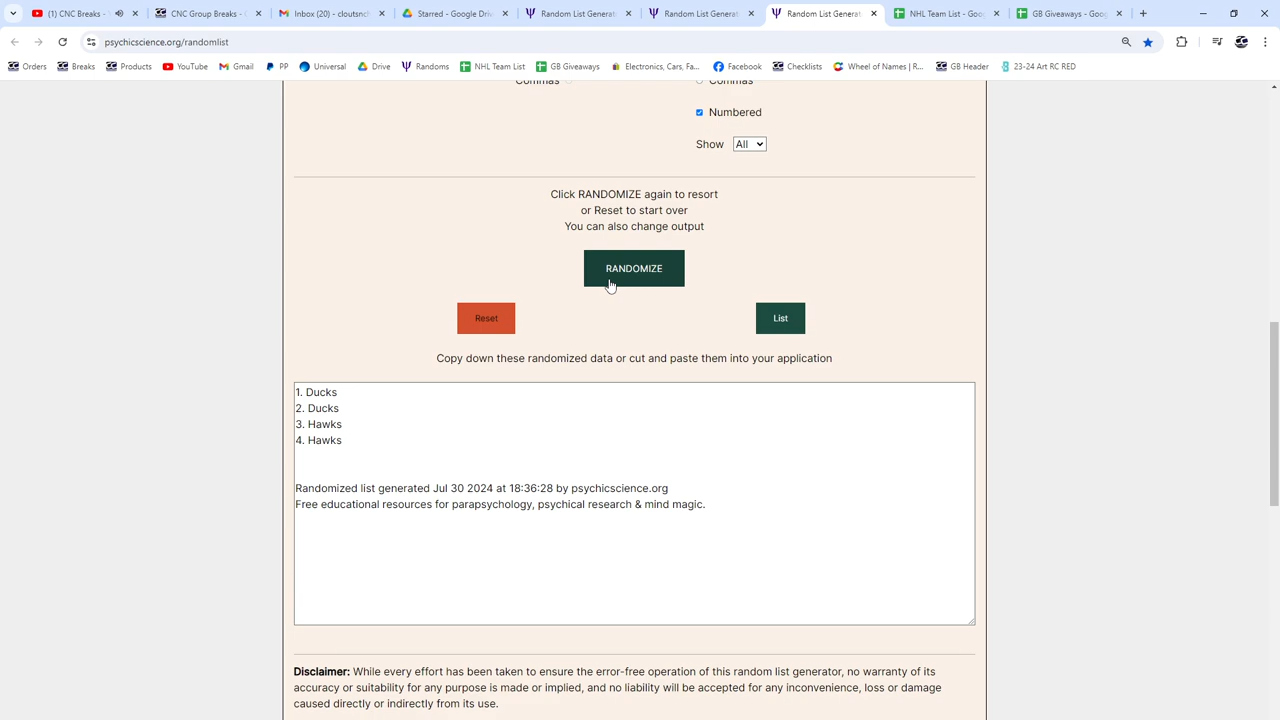 (1) CNC Breaks -
CNC Group Breaks -
Inbox (20) - cloutsnch
Starred - Google Dri
Random List Generat
Random List Generat
Random List Generat
NHL Team List - Goo
GB Giveaways - Goog
psychicscience.org/randomlist
Orders
Breaks
Products
YouTube
Gmail
PP
Universal
Drive
Randoms
NHL Team List
GB Giveaways
Electronics, Cars, Fa...
Facebook
Checklists
Wheel of Names | R...
GB Header
23-24 Art RC RED
Commas
Commas
Numbered
Show All
Click RANDOMIZE again to resort
or Reset to start over
You can also change output
RANDOMIZE
Reset
List
Copy down these randomized data or cut and paste them into your application
1. Ducks
2. Ducks
3. Hawks
4. Hawks
Randomized list generated Jul 30 2024 at 18:36:28 by psychicscience.org
Free educational resources for parapsychology, psychical research & mind magic.
Disclaimer: While every effort has been taken to ensure the error-free operation of this random list generator, no warranty of its
accuracy or suitability for any purpose is made or implied, and no liability will be accepted for any inconvenience, loss or damage
caused directly or indirectly from its use.